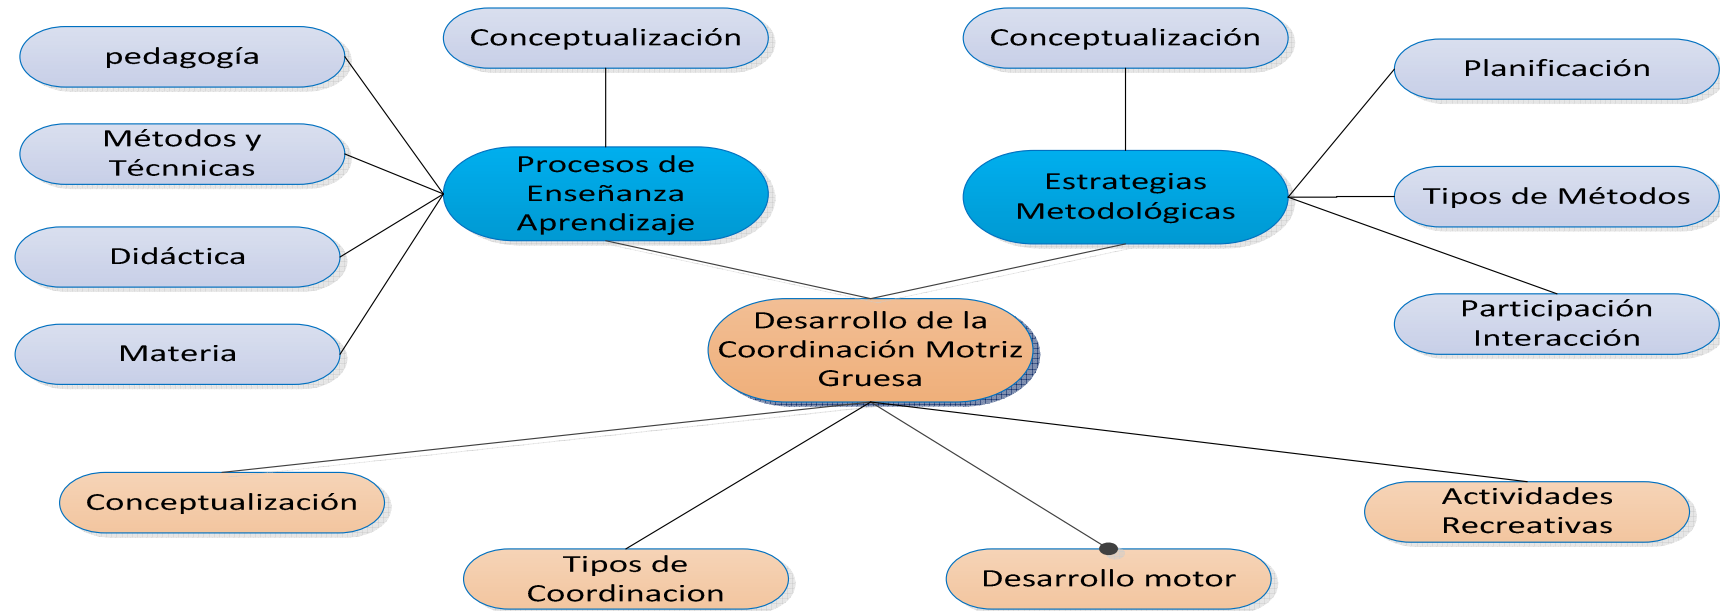 pedagogía
Conceptualización
Conceptualización
Planificación
Métodos y
Técnnicas
Procesos de
Enseñanza
Aprendizaje
Estrategias
Metodológicas
Tipos de Métodos
Didáctica
Materia
Desarrollo de la
Coordinación Motriz
Gruesa
Participación
Interacción
Conceptualización
Tipos de
Coordinacion
Desarrollo motor
Actividades
Recreativas